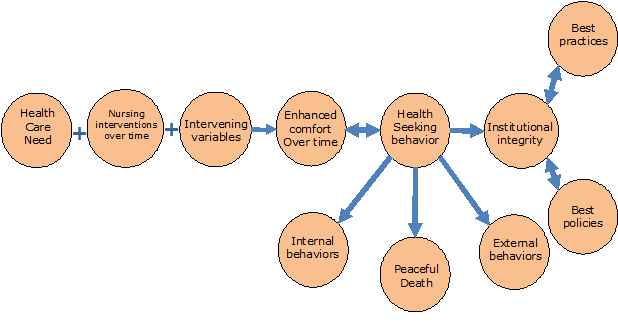 Health
Care
Need
+
Nursing
interventions
over time
+
Intervening
variables
Enhanced
comfort
Over time
Health
Seeking
behavior
Institutional
integrity
Best
practices
Best
policies
Internal
behaviors
Peaceful
Death
External
behaviors